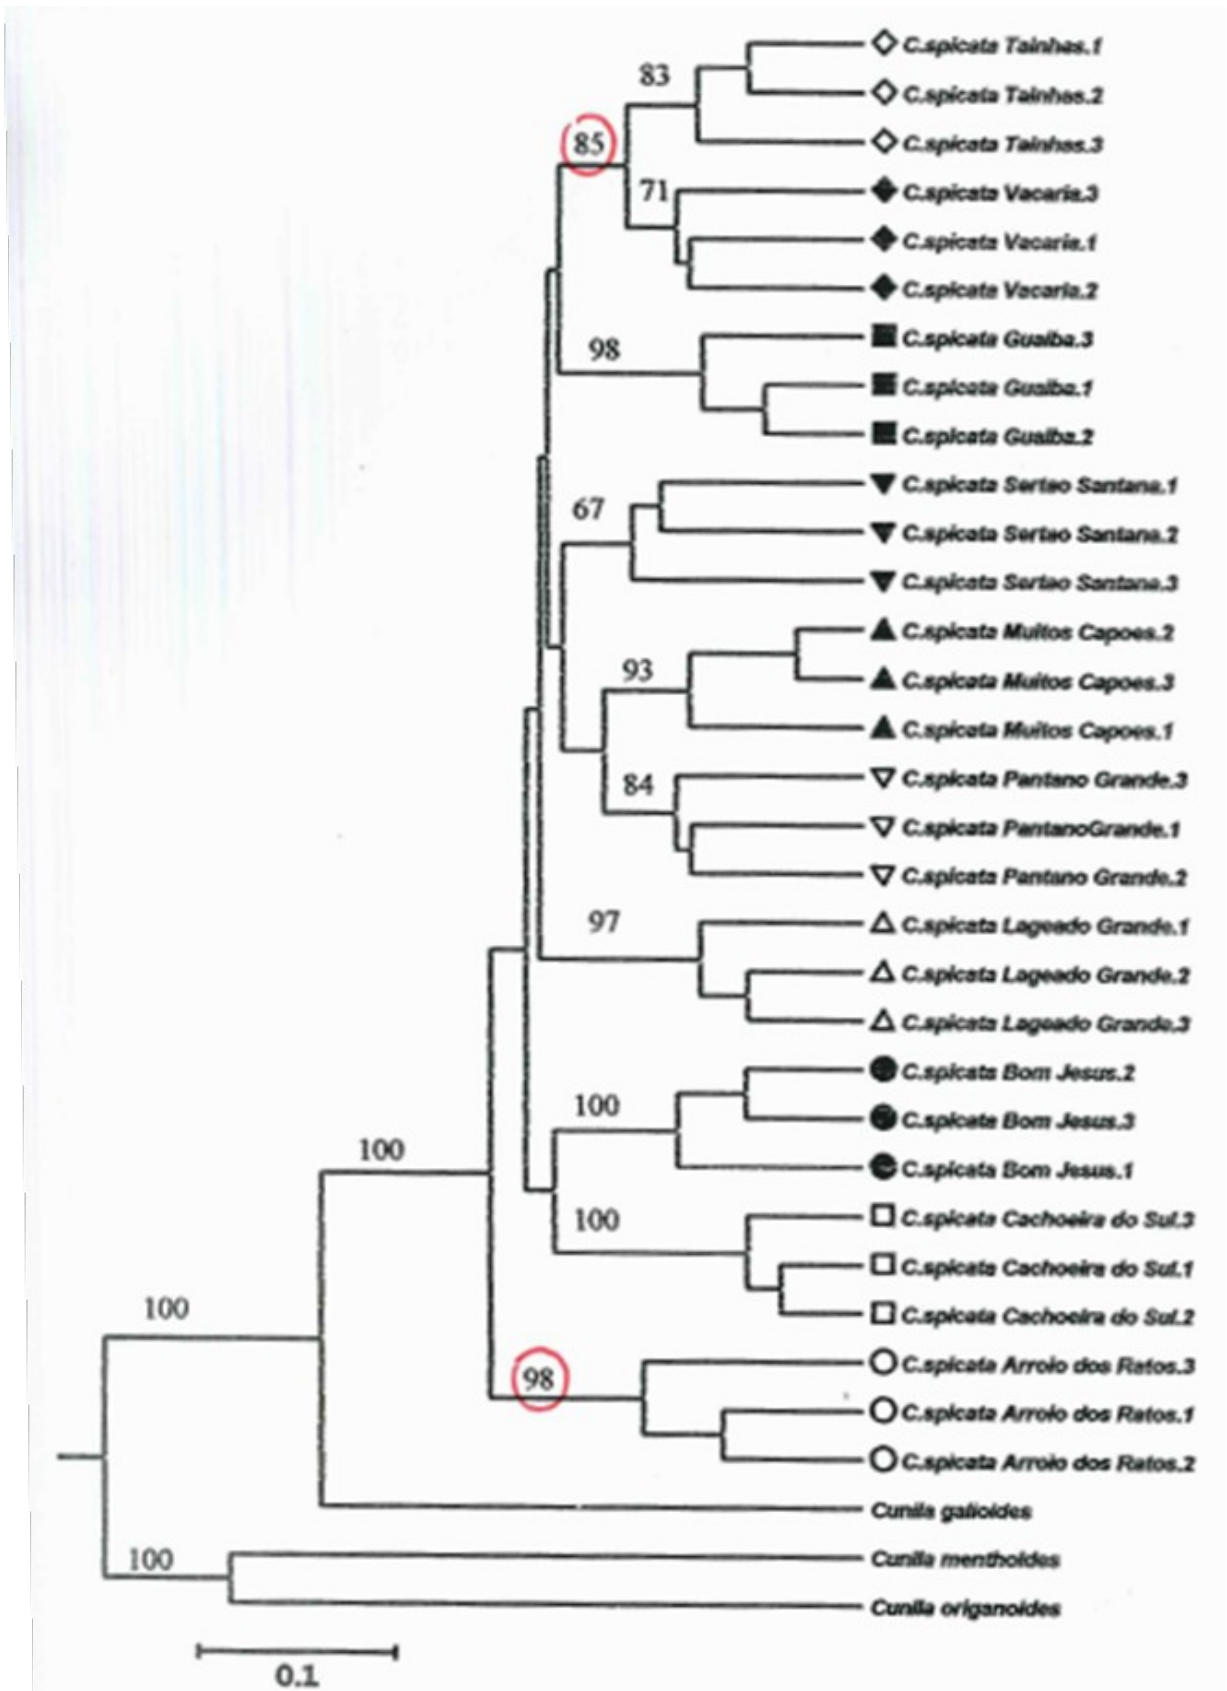 83
C.spicata Tainhas.1
C.spicata Tainhas.2
85
C.spicata Tainhas.3
71
C.spicata Vacaria.3
C.spicata Vacaria.1
C.spicata Vacaria.2
98
C.spicata Guaiba.3
C.spicata Guaiba.1
C.spicata Guaiba.2
67
C.spicata Sertao Santana.1
C.spicata Sertao Santana.2
C.spicata Sertao Santana.3
93
C.spicata Muitos Capoes.2
C.spicata Muitos Capoes.3
C.spicata Muitos Capoes.1
84
C.spicata Pantano Grande.3
C.spicata PantanoGrande.1
C.spicata Pantano Grande.2
97
C.spicata Lageado Grande.1
C.spicata Lageado Grande.2
C.spicata Lageado Grande.3
100
C.spicata Bom Jesus.2
C.spicata Bom Jesus.3
100
C.spicata Bom Jesus.1
100
C.spicata Cachoeira do Sul.3
C.spicata Cachoeira do Sul.1
100
C.spicata Cachoeira do Sul.2
98
C.spicata Arroio dos Ratos.3
C.spicata Arroio dos Ratos.1
C.spicata Arroio dos Ratos.2
Cunila galioides
100
Cunila menthoides
Cunila origanoides
0.1